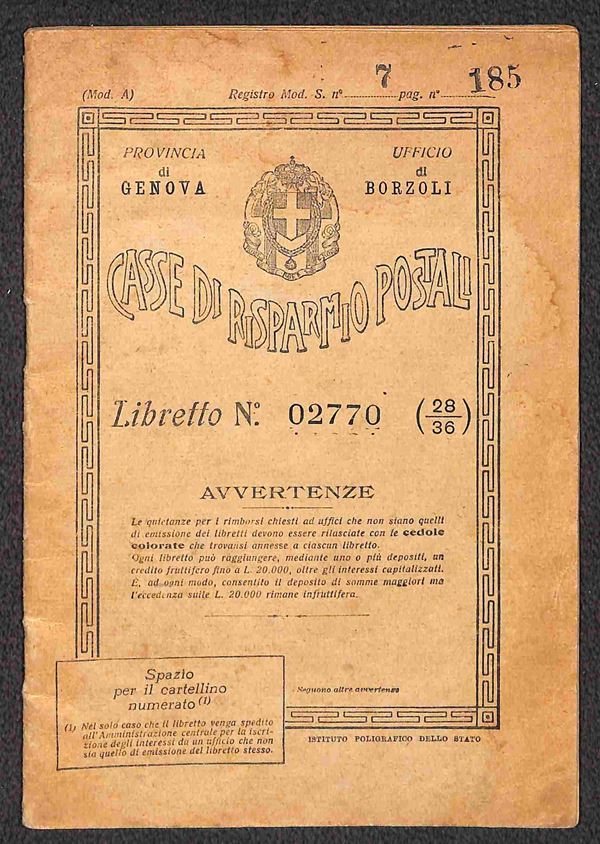 (Mod. A) Registro Mod. S. n° 7 pag. n° 185
PROVINCIA
di
GENOVA
UFFICIO
di
BORZOLI
CASSE DI RISPARMIO POSTALI
Libretto N.° 02770 (28/36)
AVVERTENZE
Le quietanze per i rimborsi chiesti ad uffici che non siano quelli
di emissione dei libretti devono essere rilasciate con le cedole
colorate che trovansi annesse a ciascun libretto.
Ogni libretto può raggiungere, mediante uno o più depositi, un
credito fruttifero fino a L. 20.000, oltre gli interessi capitalizzati.
È, ad ogni modo, consentito il deposito di somme maggiori ma
l'eccedenza sulle L. 20.000 rimane infruttifera.
Seguono altre avvertenze
Spazio
per il cartellino
numerato (1)
(1) Nel solo caso che il libretto venga spedito
all'Amministrazione centrale per la iscri-
zione degli interessi da un ufficio che non
sia quello di emissione del libretto stesso.
ISTITUTO POLIGRAFICO DELLO STATO